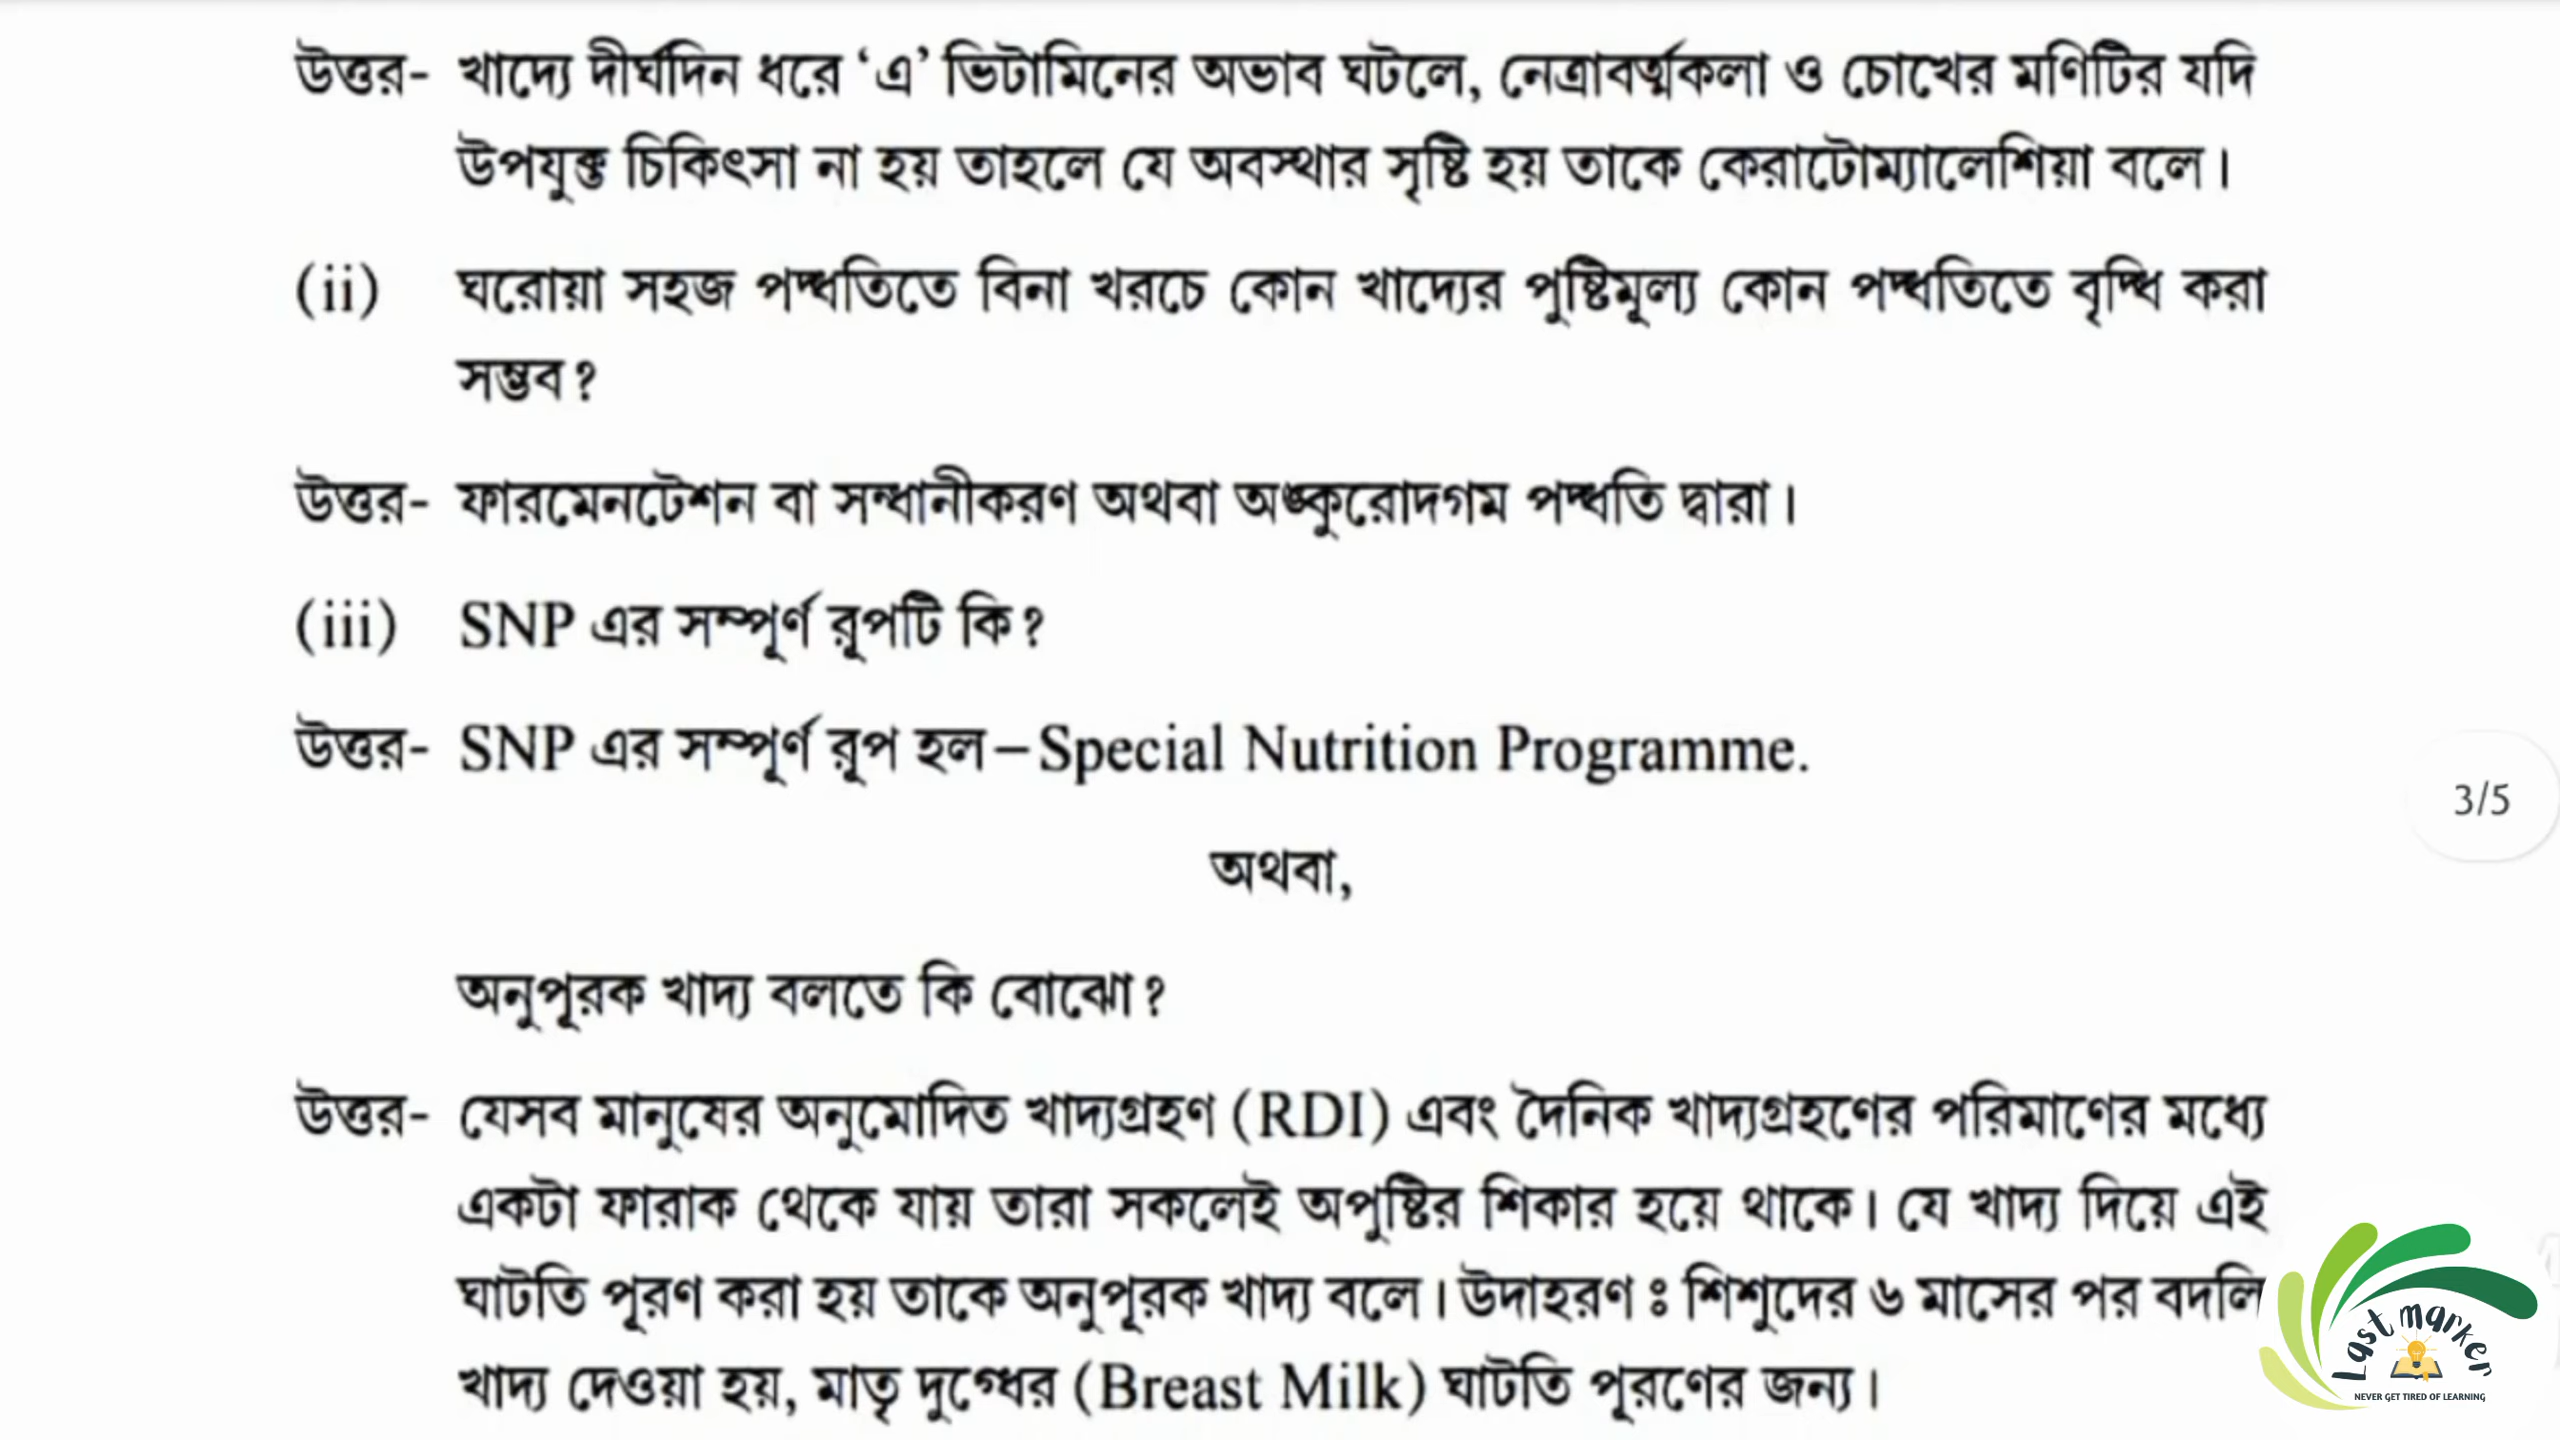 উত্তর- খাদ্যে দীর্ঘদিন ধরে ‘এ’ ভিটামিনের অভাব ঘটলে, নেত্রাবর্ত্মকলা ও চোখের মণিটির যদি
উপযুক্ত চিকিৎসা না হয় তাহলে যে অবস্থার সৃষ্টি হয় তাকে কেরাটোম্যালেশিয়া বলে।
(ii) ঘরোয়া সহজ পদ্ধতিতে বিনা খরচে কোন খাদ্যের পুষ্টিমূল্য কোন পদ্ধতিতে বৃদ্ধি করা
সম্ভব?
উত্তর- ফারমেনটেশন বা সন্ধানীকরণ অথবা অঙ্কুরোদগম পদ্ধতি দ্বারা।
(iii) SNP এর সম্পূর্ণ রূপটি কি?
উত্তর- SNP এর সম্পূর্ণ রূপ হল – Special Nutrition Programme.
3/5
অথবা,
অনুপূরক খাদ্য বলতে কি বোঝো?
উত্তর- যেসব মানুষের অনুমোদিত খাদ্যগ্রহণ (RDI) এবং দৈনিক খাদ্যগ্রহণের পরিমাণের মধ্যে
একটা ফারাক থেকে যায় তারা সকলেই অপুষ্টির শিকার হয়ে থাকে। যে খাদ্য দিয়ে এই
ঘাটতি পূরণ করা হয় তাকে অনুপূরক খাদ্য বলে। উদাহরণ ঃ শিশুদের ৬ মাসের পর বদলি
খাদ্য দেওয়া হয়, মাতৃ দুগ্ধের (Breast Milk) ঘাটতি পূরণের জন্য।
Last marker
NEVER GET TIRED OF LEARNING